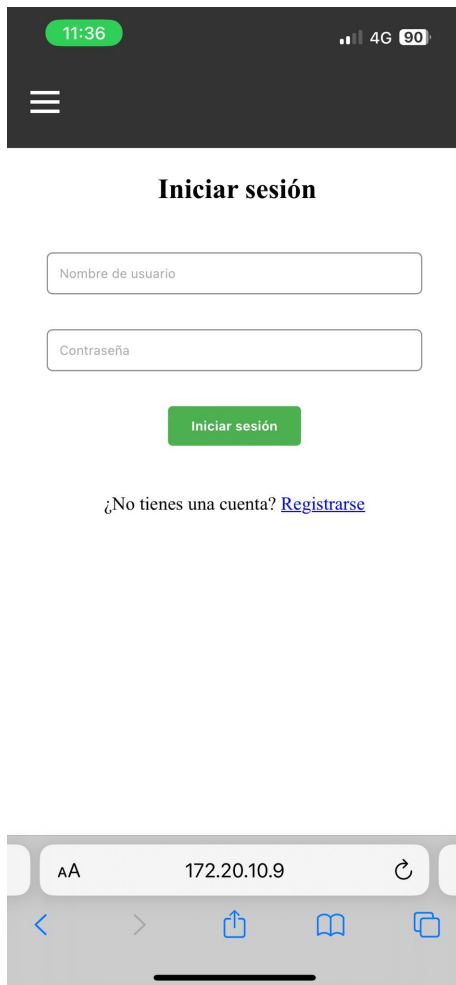 11:36 4G 90
Iniciar sesión
Nombre de usuario
Contraseña
Iniciar sesión
¿No tienes una cuenta? Registrarse
AA 172.20.10.9